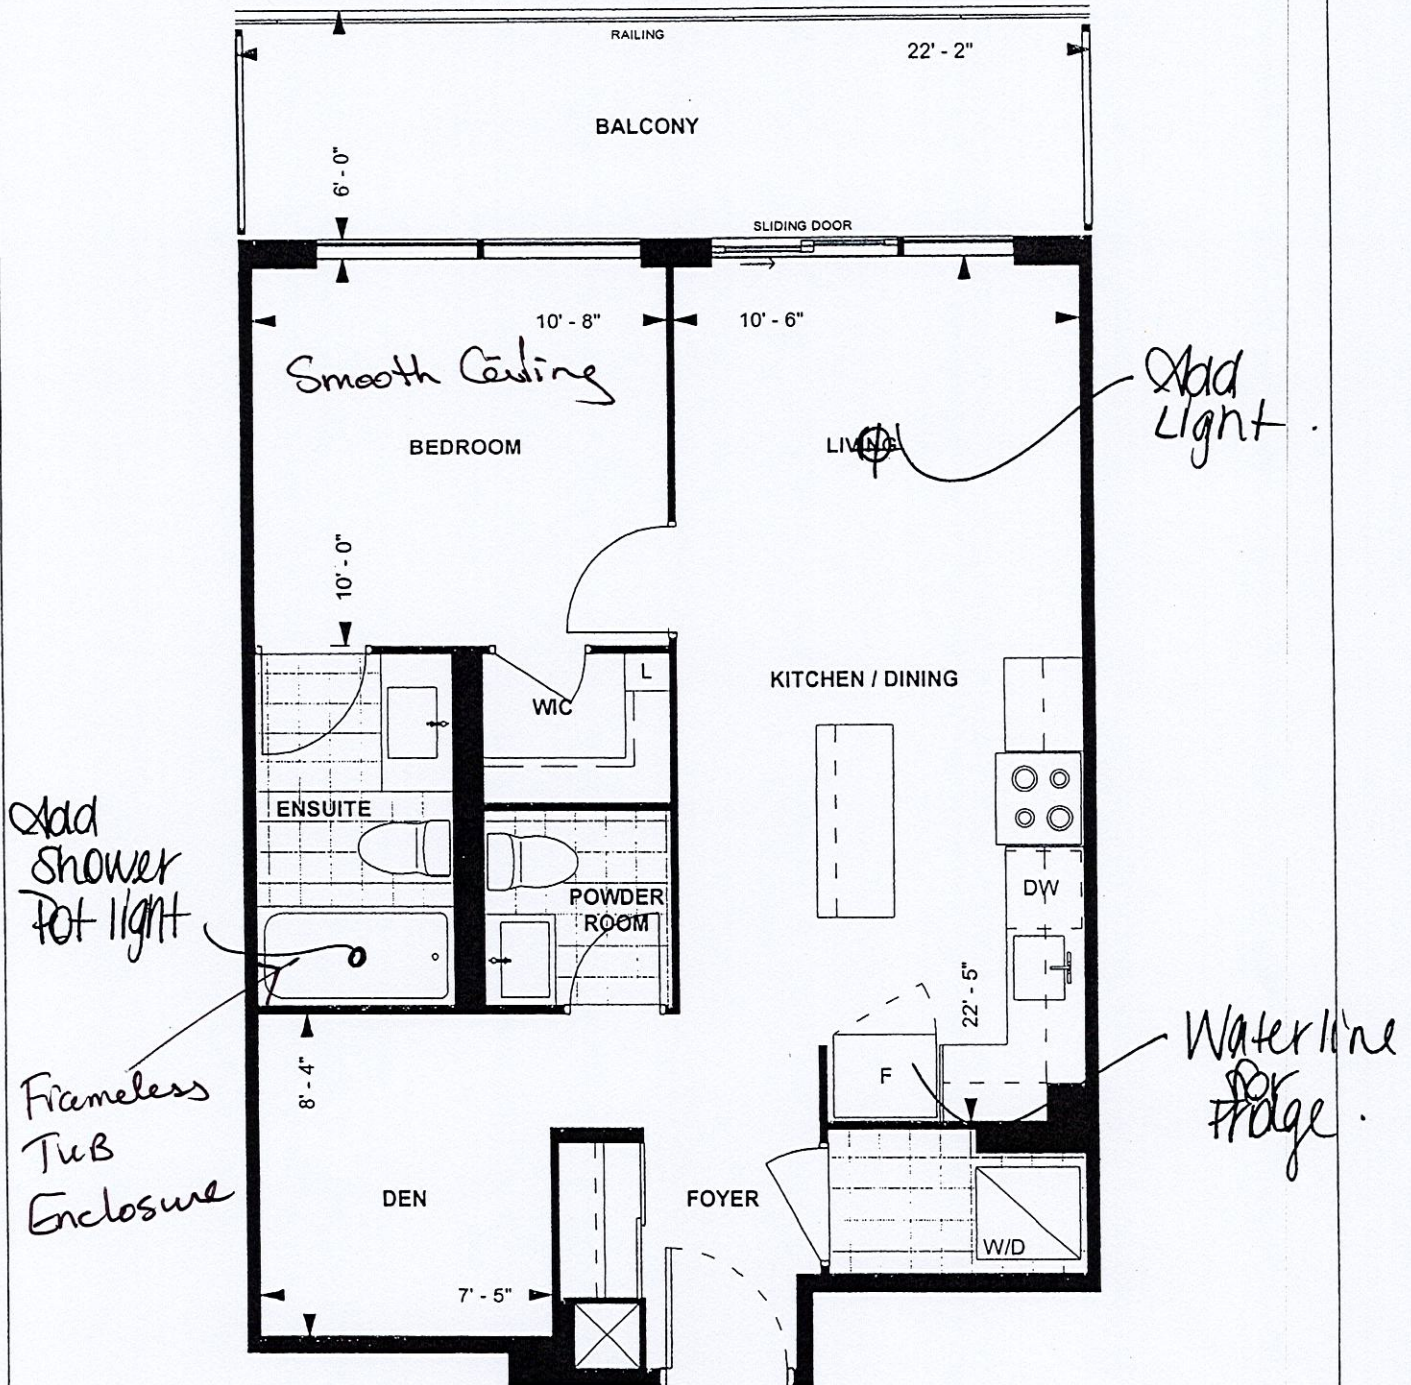 RAILING
22' - 2"
BALCONY
6' - 0"
SLIDING DOOR
10' - 8"
10' - 6"
Smooth Ceiling
Add
Light.
BEDROOM
LIVING
10' - 0"
L
WIC
KITCHEN / DINING
ENSUITE
Add
Shower
Pot light
POWDER
ROOM
DW
22' - 5"
Waterline
for
Fridge.
F
8' - 4"
Frameless
TUB
Enclosure
DEN
FOYER
W/D
7' - 5"